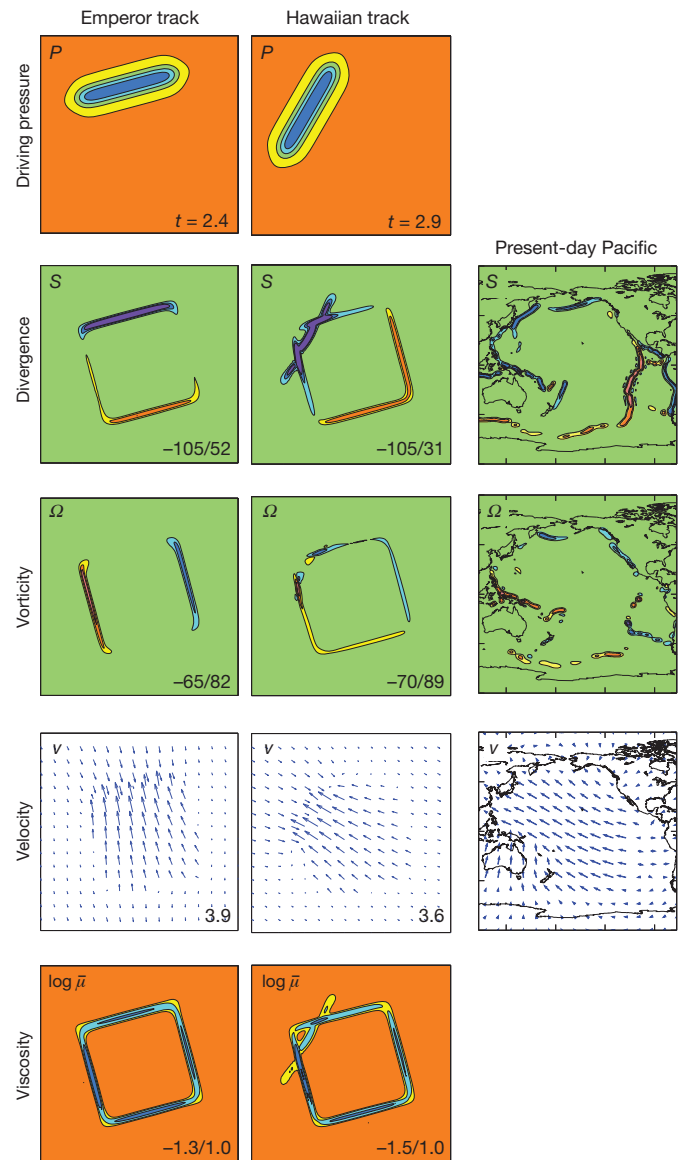 Emperor track
Hawaiian track
Driving pressure
P
t = 2.4
t = 2.9
Present-day Pacific
Divergence
S
–105/52
S
–105/31
S
Vorticity
Ω
–65/82
Ω
–70/89
Ω
Velocity
v
3.9
v
3.6
v
Viscosity
log μ̄
–1.3/1.0
log μ̄
–1.5/1.0